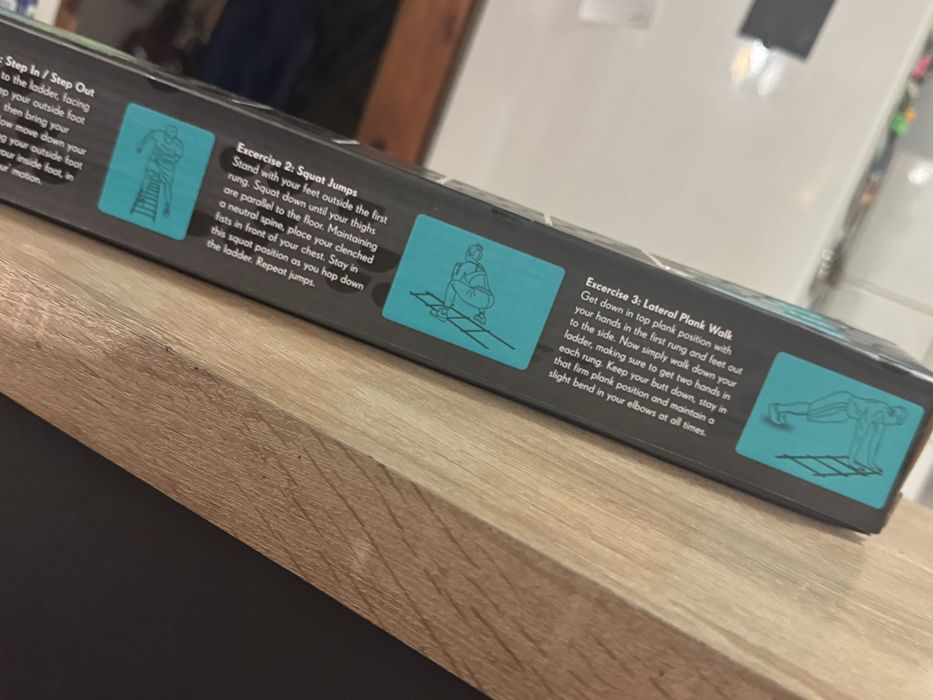 : Step In / Step Out
to the ladder, facing
ep your outside foot
then bring your
low move down your
g your outside foot
our inside foot, in
ur' motion.
Excercise 2: Squat Jumps
Stand with your feet outside the first
rung. Squat down until your thighs
are parallel to the floor. Maintaining
a neutral spine, place your clenched
fists in front of your chest. Stay in
this squat position as you hop down
the ladder. Repeat jumps.
Excercise 3: Lateral Plank Walk
Get down in top plank position with
your hands in the first rung and feet out
to the side. Now simply walk down your
ladder, making sure to get two hands in
each rung. Keep your butt down, stay in
that firm plank position and maintain a
slight bend in your elbows at all times.